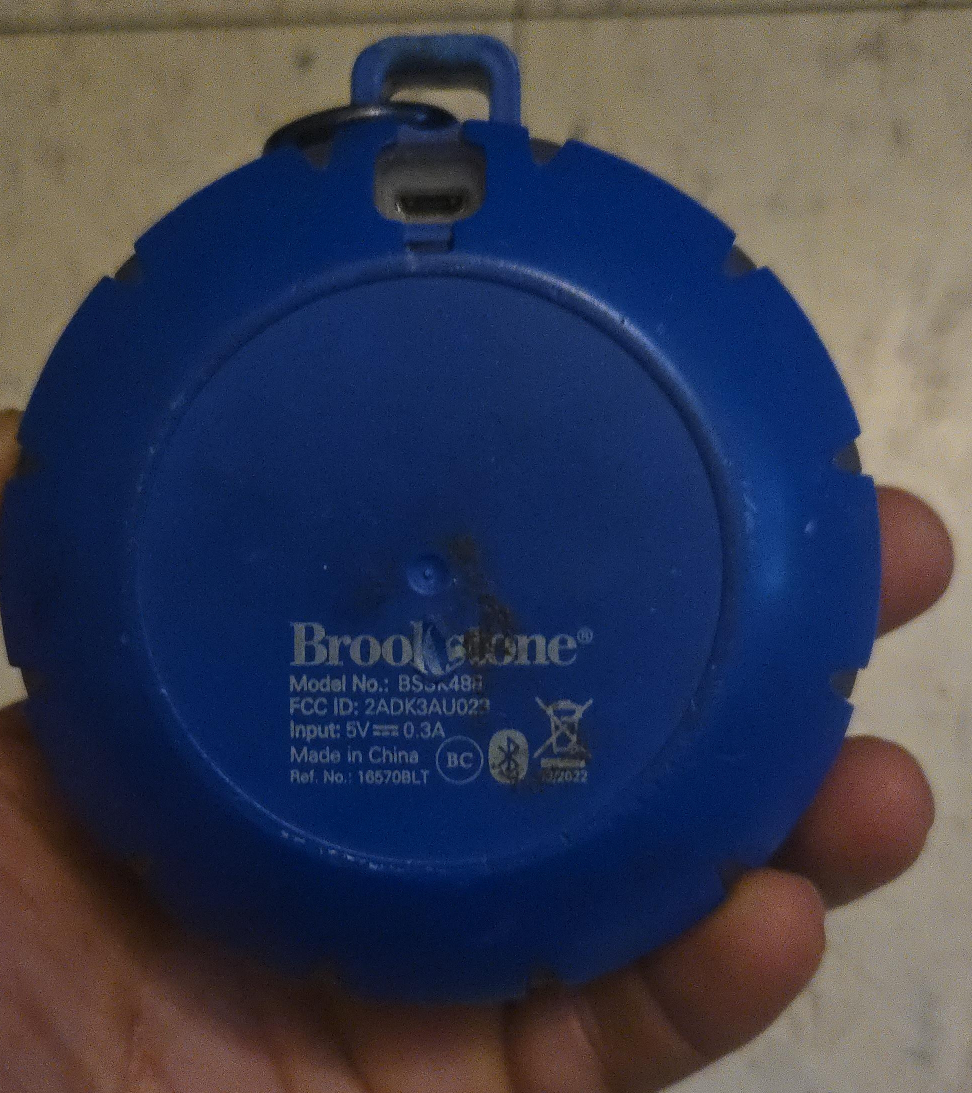 Brookstone®
Model No.: 
FCC ID: 2ADK3AU023
Input: 5V⎓0.3A
Made in China
BC
Ref. No.: 16570BLT